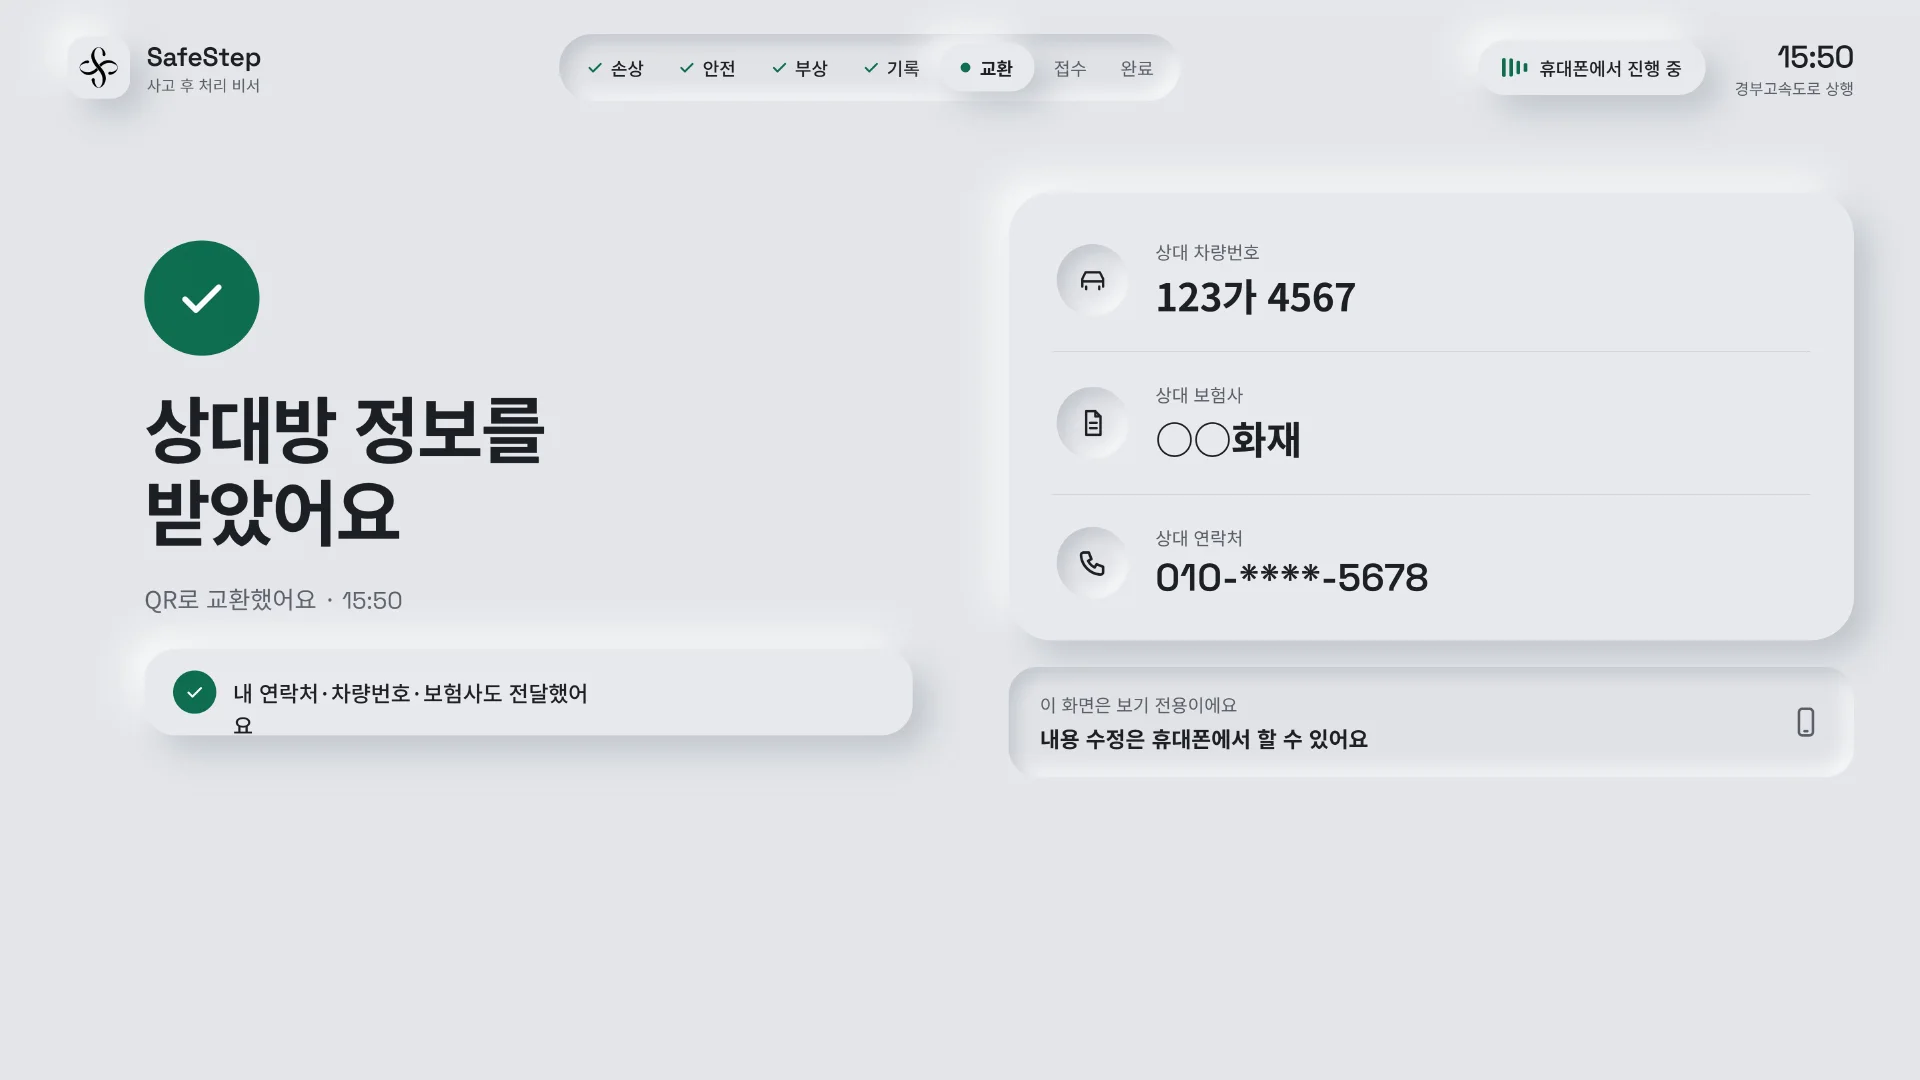 SafeStep
사고 후 처리 비서
손상
안전
부상
기록
교환
접수
완료
휴대폰에서 진행 중
15:50
경부고속도로 상행
상대방 정보를
받았어요
QR로 교환했어요 · 15:50
내 연락처·차량번호·보험사도 전달했어
요
상대 차량번호
123가 4567
상대 보험사
○○화재
상대 연락처
010-****-5678
이 화면은 보기 전용이에요
내용 수정은 휴대폰에서 할 수 있어요